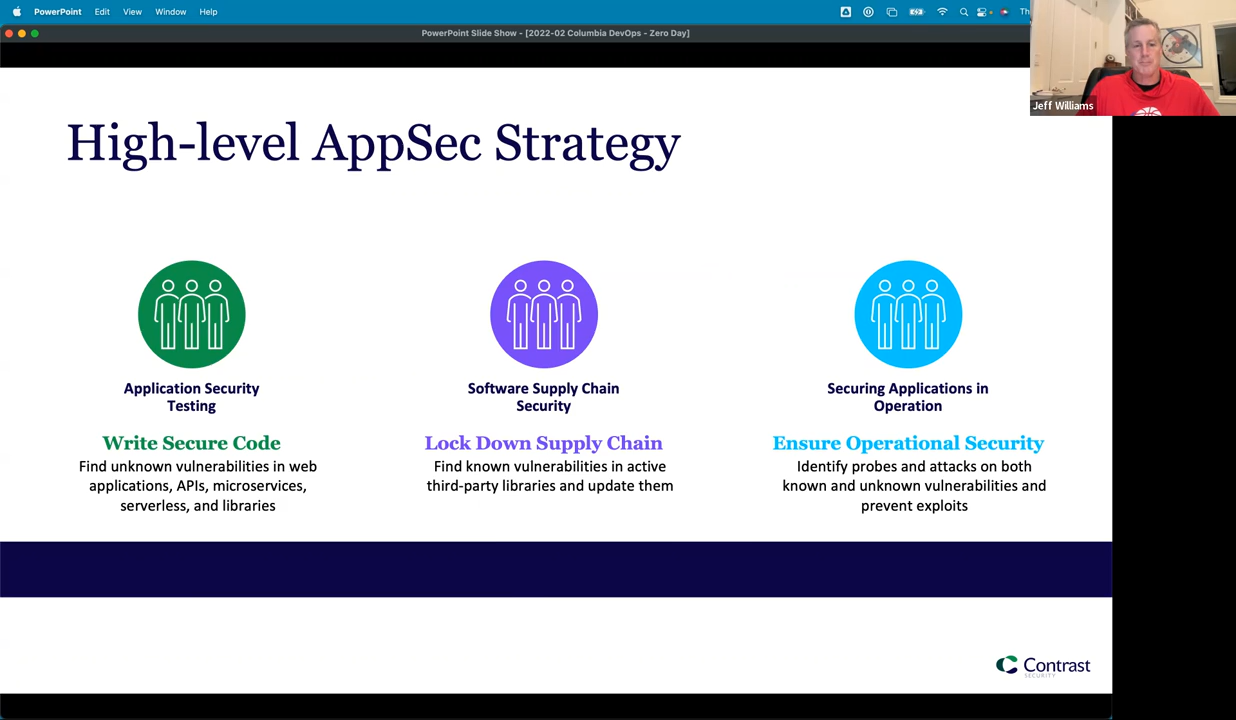 PowerPoint Edit View Window Help
PowerPoint Slide Show - [2022-02 Columbia DevOps - Zero Day]
Jeff Williams
High-level AppSec Strategy
Application Security
Testing
Write Secure Code
Find unknown vulnerabilities in web
applications, APIs, microservices,
serverless, and libraries
Software Supply Chain
Security
Lock Down Supply Chain
Find known vulnerabilities in active
third-party libraries and update them
Securing Applications in
Operation
Ensure Operational Security
Identify probes and attacks on both
known and unknown vulnerabilities and
prevent exploits
Contrast
SECURITY